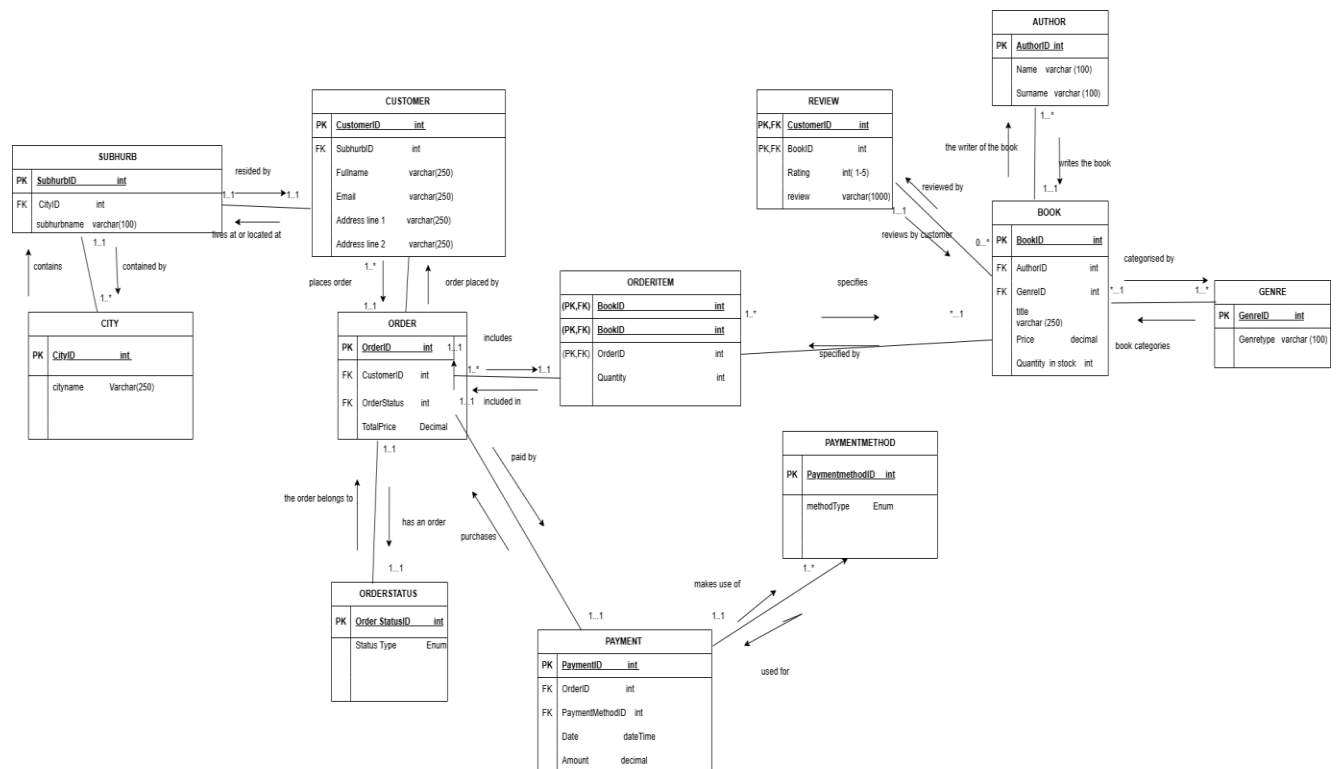 AUTHOR
PK AuthorID int
Name varchar (100)
Surname varchar (100)
1...*
the writer of the book
writes the book
1...1
REVIEW
PK,FK CustomerID int
PK,FK BookID int
Rating int( 1-5)
review varchar(1000)
reviewed by
1...1
reviews by customer
0...*
CUSTOMER
PK CustomerID int
FK SubhurbID int
Fullname varchar(250)
Email varchar(250)
Address line 1 varchar(250)
Address line 2 varchar(250)
SUBHURB
PK SubhurbID int
FK CityID int
subhurbname varchar(100)
resided by
1..1
1..1
lives at or located at
1..1
contains
contained by
1..*
CITY
PK CityID int
cityname Varchar(250)
1..*
places order
order placed by
1..1
ORDER
PK OrderID int
FK CustomerID int
FK OrderStatus int
TotalPrice Decimal
1...1
includes
1...*
1...1
1...1
included in
ORDERITEM
(PK,FK) BookID int
(PK,FK) BookID int
(PK,FK) OrderID int
Quantity int
specifies
1...*
*...1
specified by
BOOK
PK BookID int
FK AuthorID int
FK GenreID int
title
varchar (250)
Price decimal
Quantity in stock int
categorised by
*...1
1...*
book categories
GENRE
PK GenreID int
Genretype varchar (100)
1...1
the order belongs to
has an order
1...1
ORDERSTATUS
PK Order StatusID int
Status Type Enum
paid by
purchases
1...1
PAYMENT
PK PaymentID int
FK OrderID int
FK PaymentMethodID int
Date dateTime
Amount decimal
PAYMENTMETHOD
PK PaymentmethodID int
methodType Enum
1..*
makes use of
1..1
used for